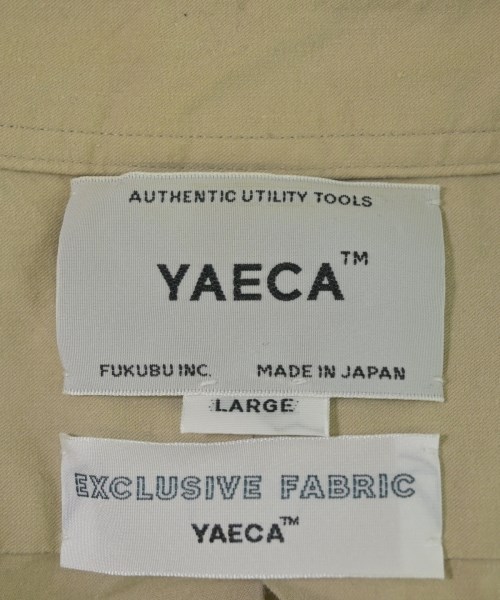 AUTHENTIC UTILITY TOOLS
YAECA™
FUKUBU INC. MADE IN JAPAN
LARGE
EXCLUSIVE FABRIC
YAECA™